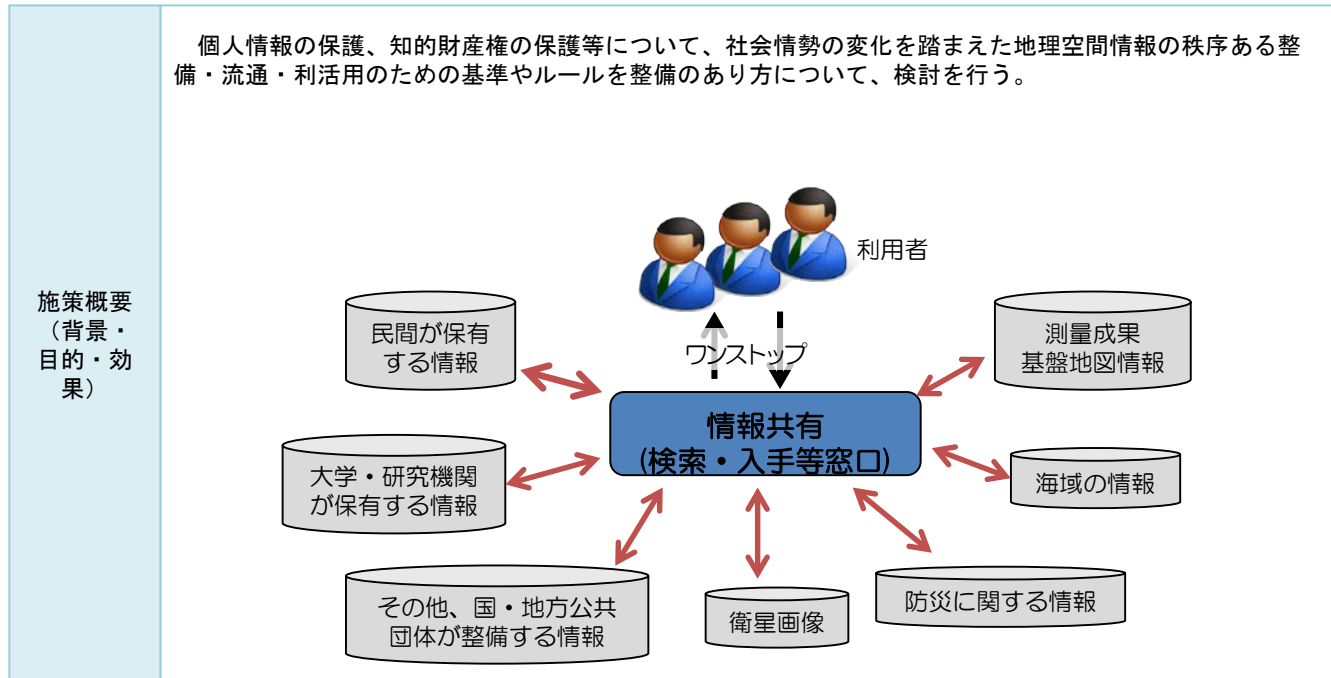 施策概要
（背景・
目的・効
果）
個人情報の保護、知的財産権の保護等について、社会情勢の変化を踏まえた地理空間情報の秩序ある整
備・流通・利活用のための基準やルールを整備のあり方について、検討を行う。
利用者
ワンストップ
情報共有
(検索・入手等窓口)
民間が保有
する情報
測量成果
基盤地図情報
大学・研究機関
が保有する情報
海域の情報
その他、国・地方公共
団体が整備する情報
衛星画像
防災に関する情報